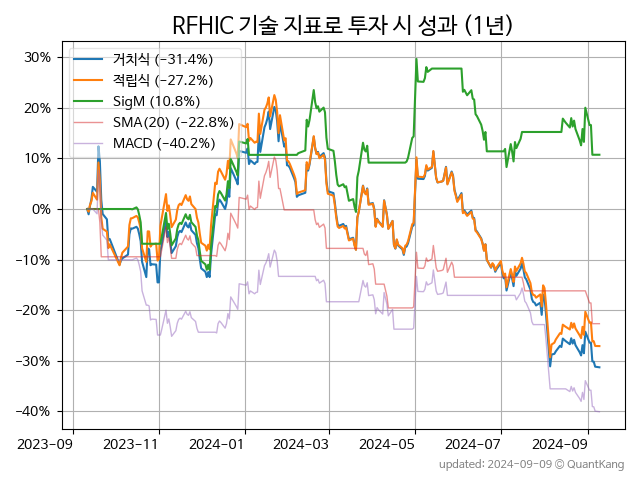 RFHIC 기술 지표로 투자 시 성과 (1년)
거치식 (−31.4%)
적립식 (−27.2%)
SigM (10.8%)
SMA(20) (−22.8%)
MACD (−40.2%)
30%
20%
10%
0%
−10%
−20%
−30%
−40%
2023-09
2023-11
2024-01
2024-03
2024-05
2024-07
2024-09
updated: 2024-09-09 © QuantKang